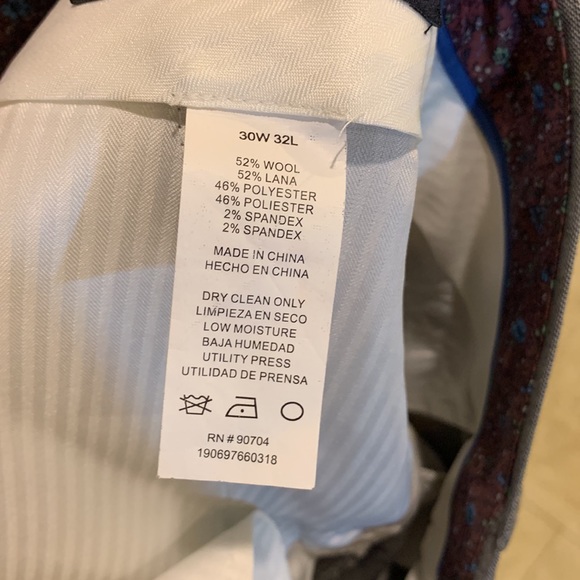 30W 32L
52% WOOL
52% LANA
46% POLYESTER
46% POLIESTER
2% SPANDEX
2% SPANDEX
MADE IN CHINA
HECHO EN CHINA
DRY CLEAN ONLY
LIMPIEZA EN SECO
LOW MOISTURE
BAJA HUMEDAD
UTILITY PRESS
UTILIDAD DE PRENSA
RN # 90704
190697660318